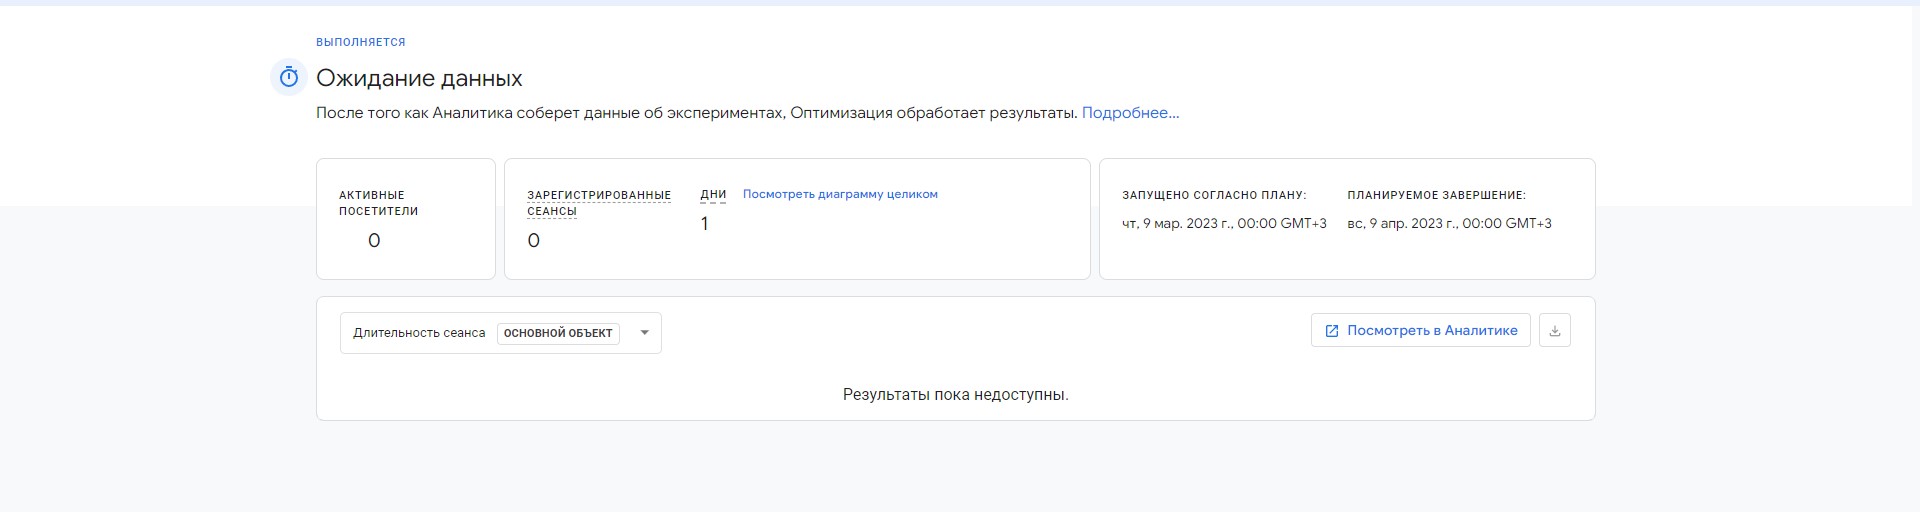 ВЫПОЛНЯЕТСЯ
Ожидание данных
После того как Аналитика соберет данные об экспериментах, Оптимизация обработает результаты. Подробнее...
АКТИВНЫЕ
ПОСЕТИТЕЛИ
0
ЗАРЕГИСТРИРОВАННЫЕ
СЕАНСЫ
0
ДНИ
1
Посмотреть диаграмму целиком
ЗАПУЩЕНО СОГЛАСНО ПЛАНУ:
чт, 9 мар. 2023 г., 00:00 GMT+3
ПЛАНИРУЕМОЕ ЗАВЕРШЕНИЕ:
вс, 9 апр. 2023 г., 00:00 GMT+3
Длительность сеанса ОСНОВНОЙ ОБЪЕКТ
Посмотреть в Аналитике
Результаты пока недоступны.